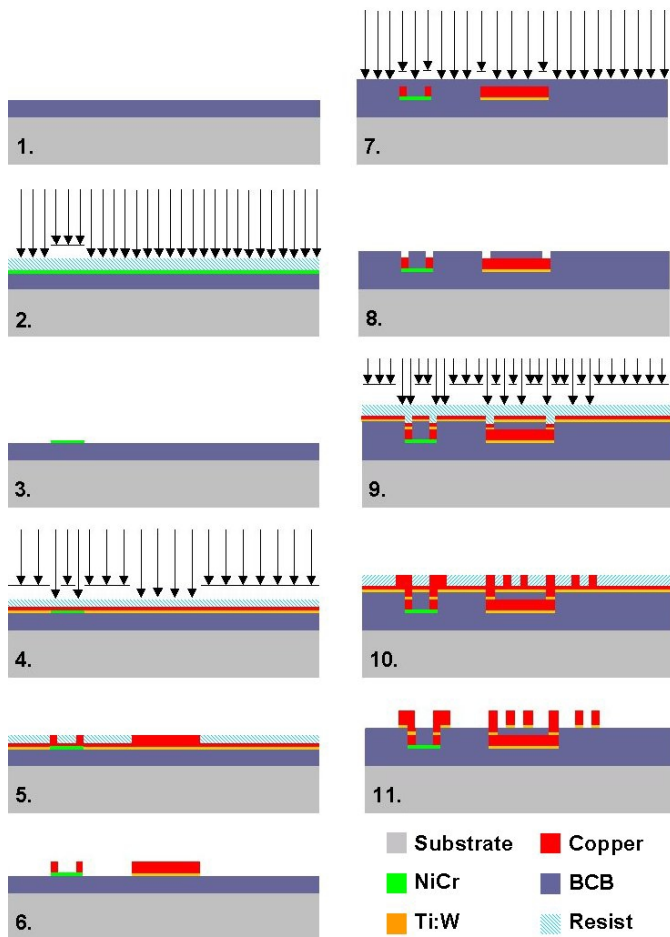 1.
2.
3.
4.
5.
6.
7.
8.
9.
10.
11.
Substrate
Copper
NiCr
BCB
Ti:W
Resist